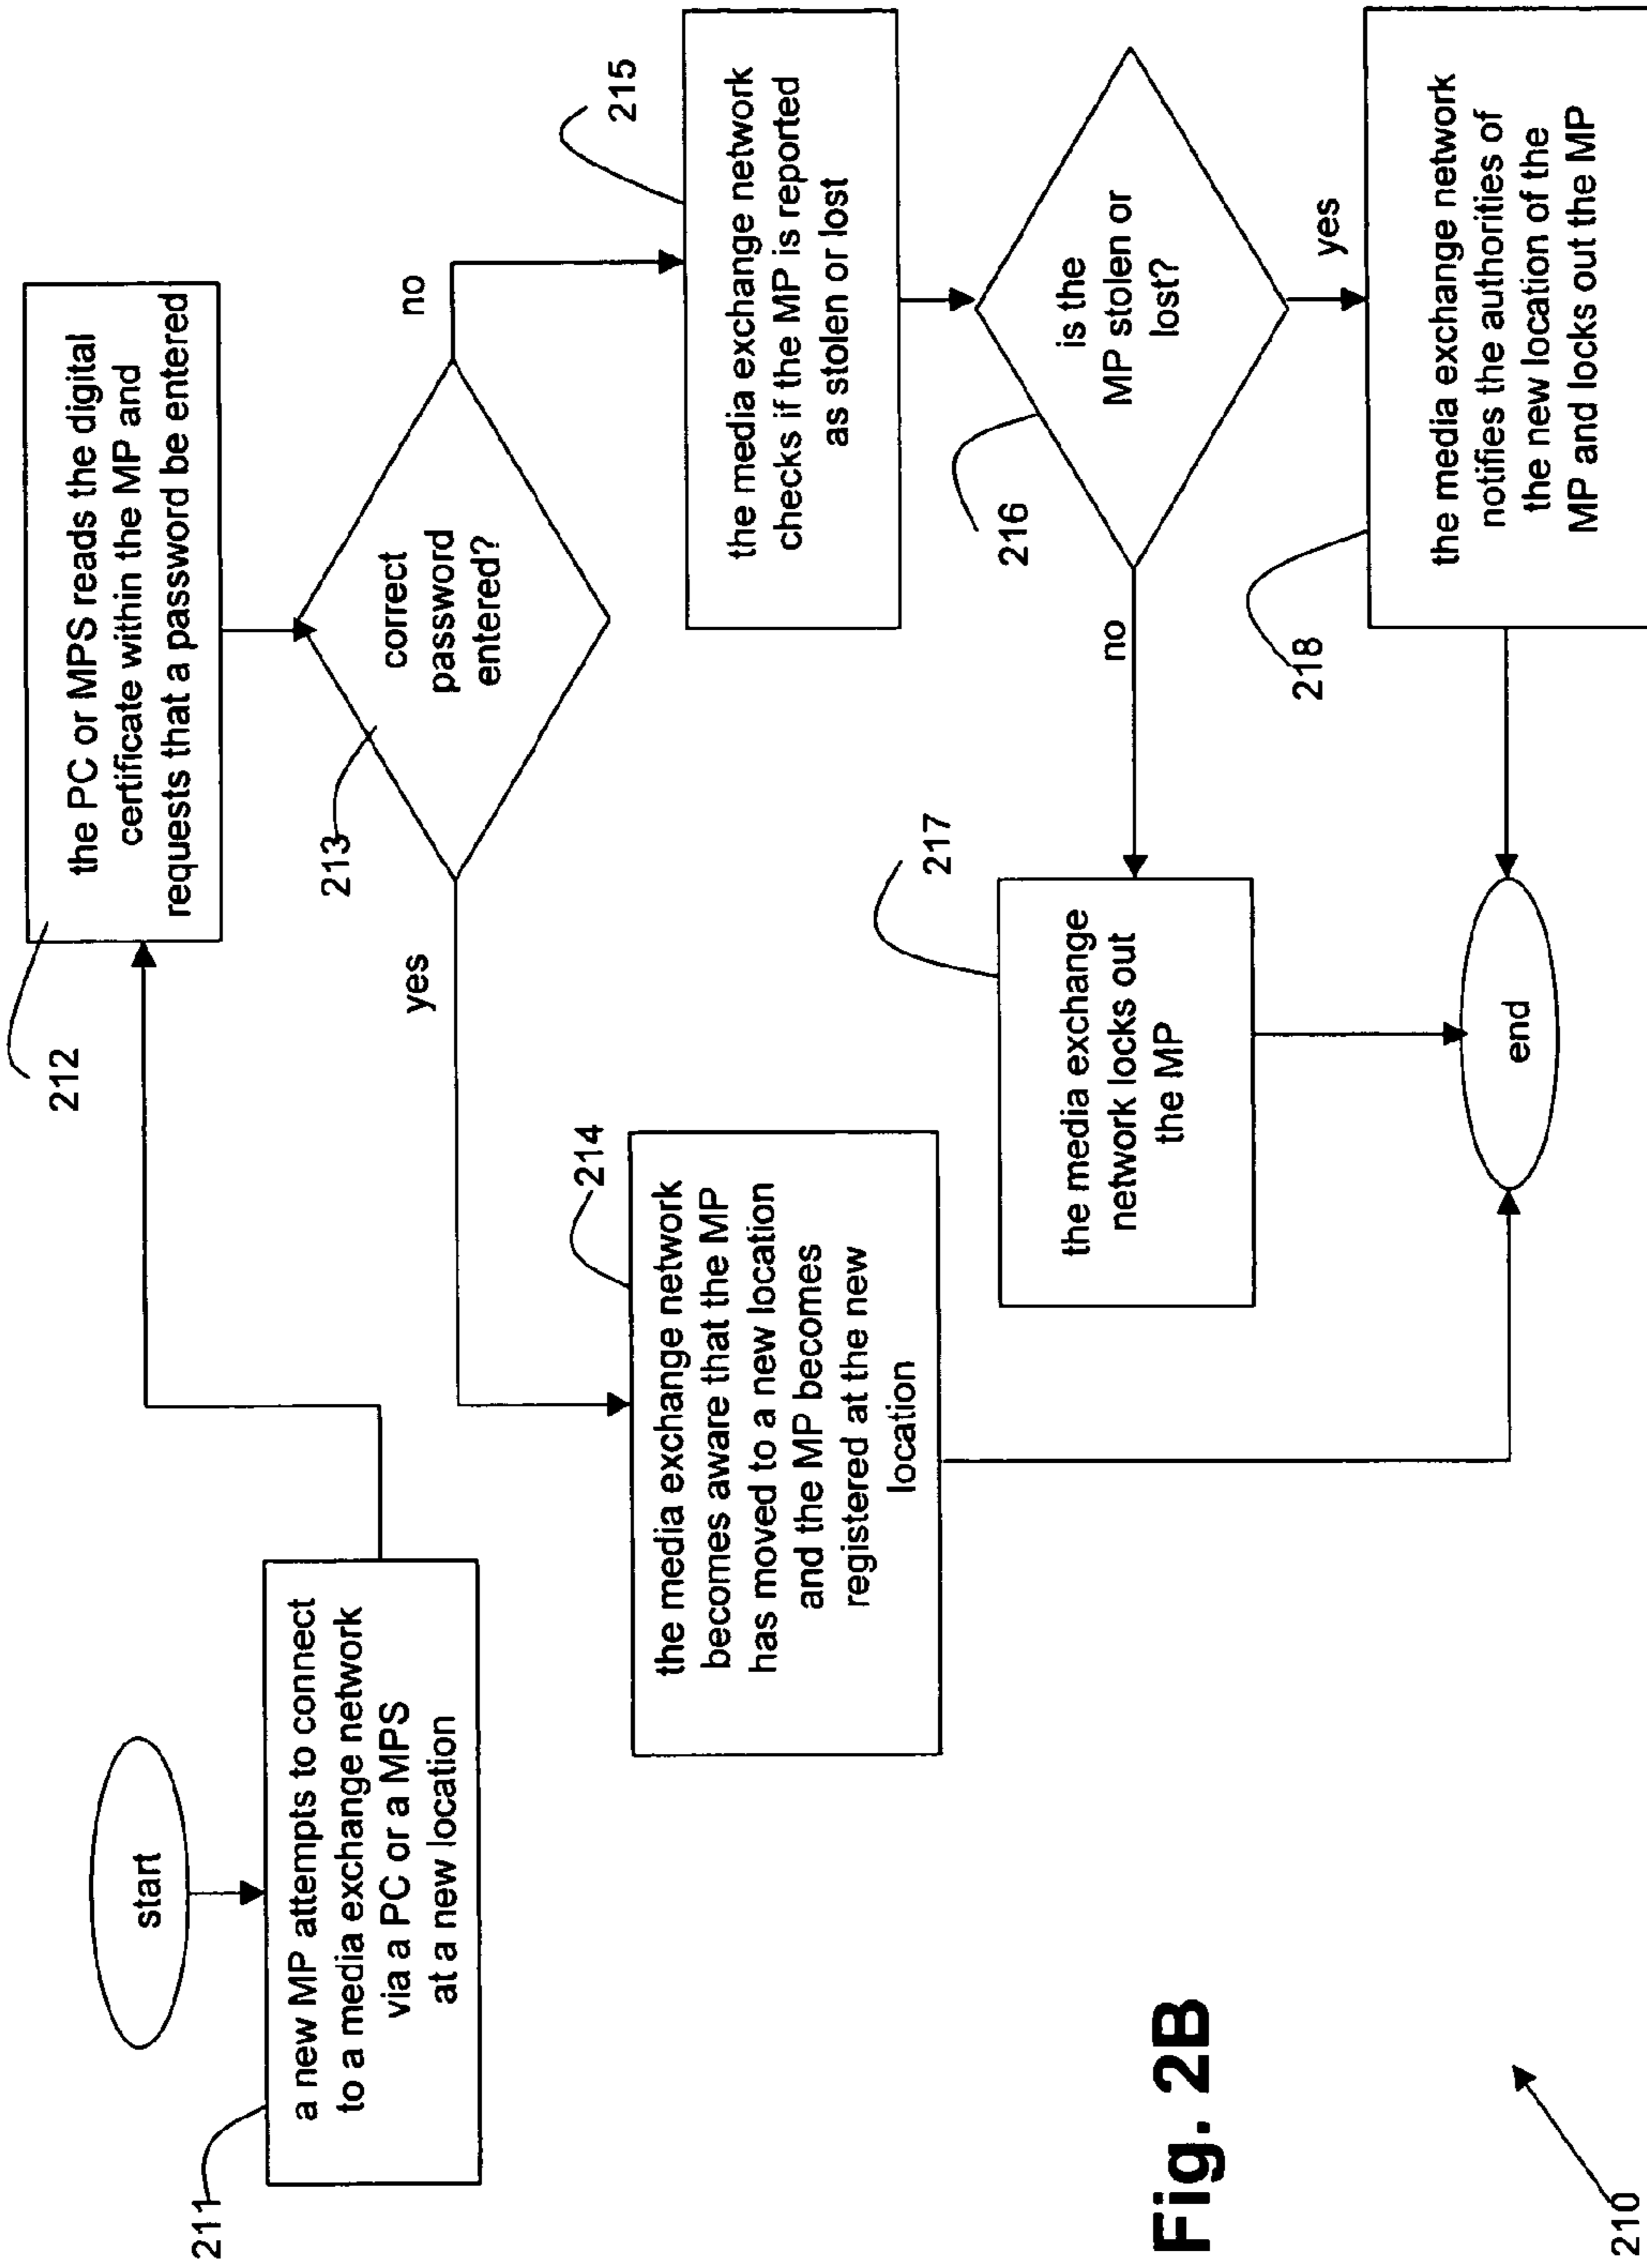 start
211
a new MP attempts to connect
to a media exchange network
via a PC or a MPS
at a new location
212
the PC or MPS reads the digital
certificate within the MP and
requests that a password be entered
213
correct
password
entered?
yes
no
214
the media exchange network
becomes aware that the MP
has moved to a new location
and the MP becomes
registered at the new
location
215
the media exchange network
checks if the MP is reported
as stolen or lost
216
is the
MP stolen or
lost?
no
yes
217
the media exchange
network locks out
the MP
218
the media exchange network
notifies the authorities of
the new location of the
MP and locks out the MP
end
Fig. 2B
210